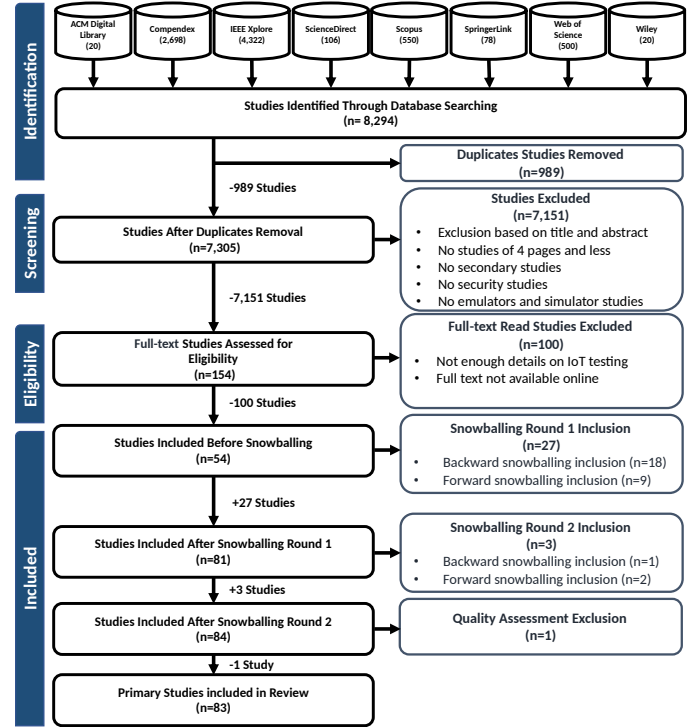 Identification
ACM Digital
Library
(20)
Compendex
(2,698)
IEEE Xplore
(4,322)
ScienceDirect
(106)
Scopus
(550)
SpringerLink
(78)
Web of
Science
(500)
Wiley
(20)
Studies Identified Through Database Searching
(n= 8,294)
Duplicates Studies Removed
(n=989)
-989 Studies
Screening
Studies After Duplicates Removal
(n=7,305)
Studies Excluded
(n=7,151)
• Exclusion based on title and abstract
• No studies of 4 pages and less
• No secondary studies
• No security studies
• No emulators and simulator studies
-7,151 Studies
Eligibility
Full-text Studies Assessed for
Eligibility
(n=154)
Full-text Read Studies Excluded
(n=100)
• Not enough details on IoT testing
• Full text not available online
-100 Studies
Included
Studies Included Before Snowballing
(n=54)
Snowballing Round 1 Inclusion
(n=27)
• Backward snowballing inclusion (n=18)
• Forward snowballing inclusion (n=9)
+27 Studies
Studies Included After Snowballing Round 1
(n=81)
Snowballing Round 2 Inclusion
(n=3)
• Backward snowballing inclusion (n=1)
• Forward snowballing inclusion (n=2)
+3 Studies
Studies Included After Snowballing Round 2
(n=84)
Quality Assessment Exclusion
(n=1)
-1 Study
Primary Studies included in Review
(n=83)